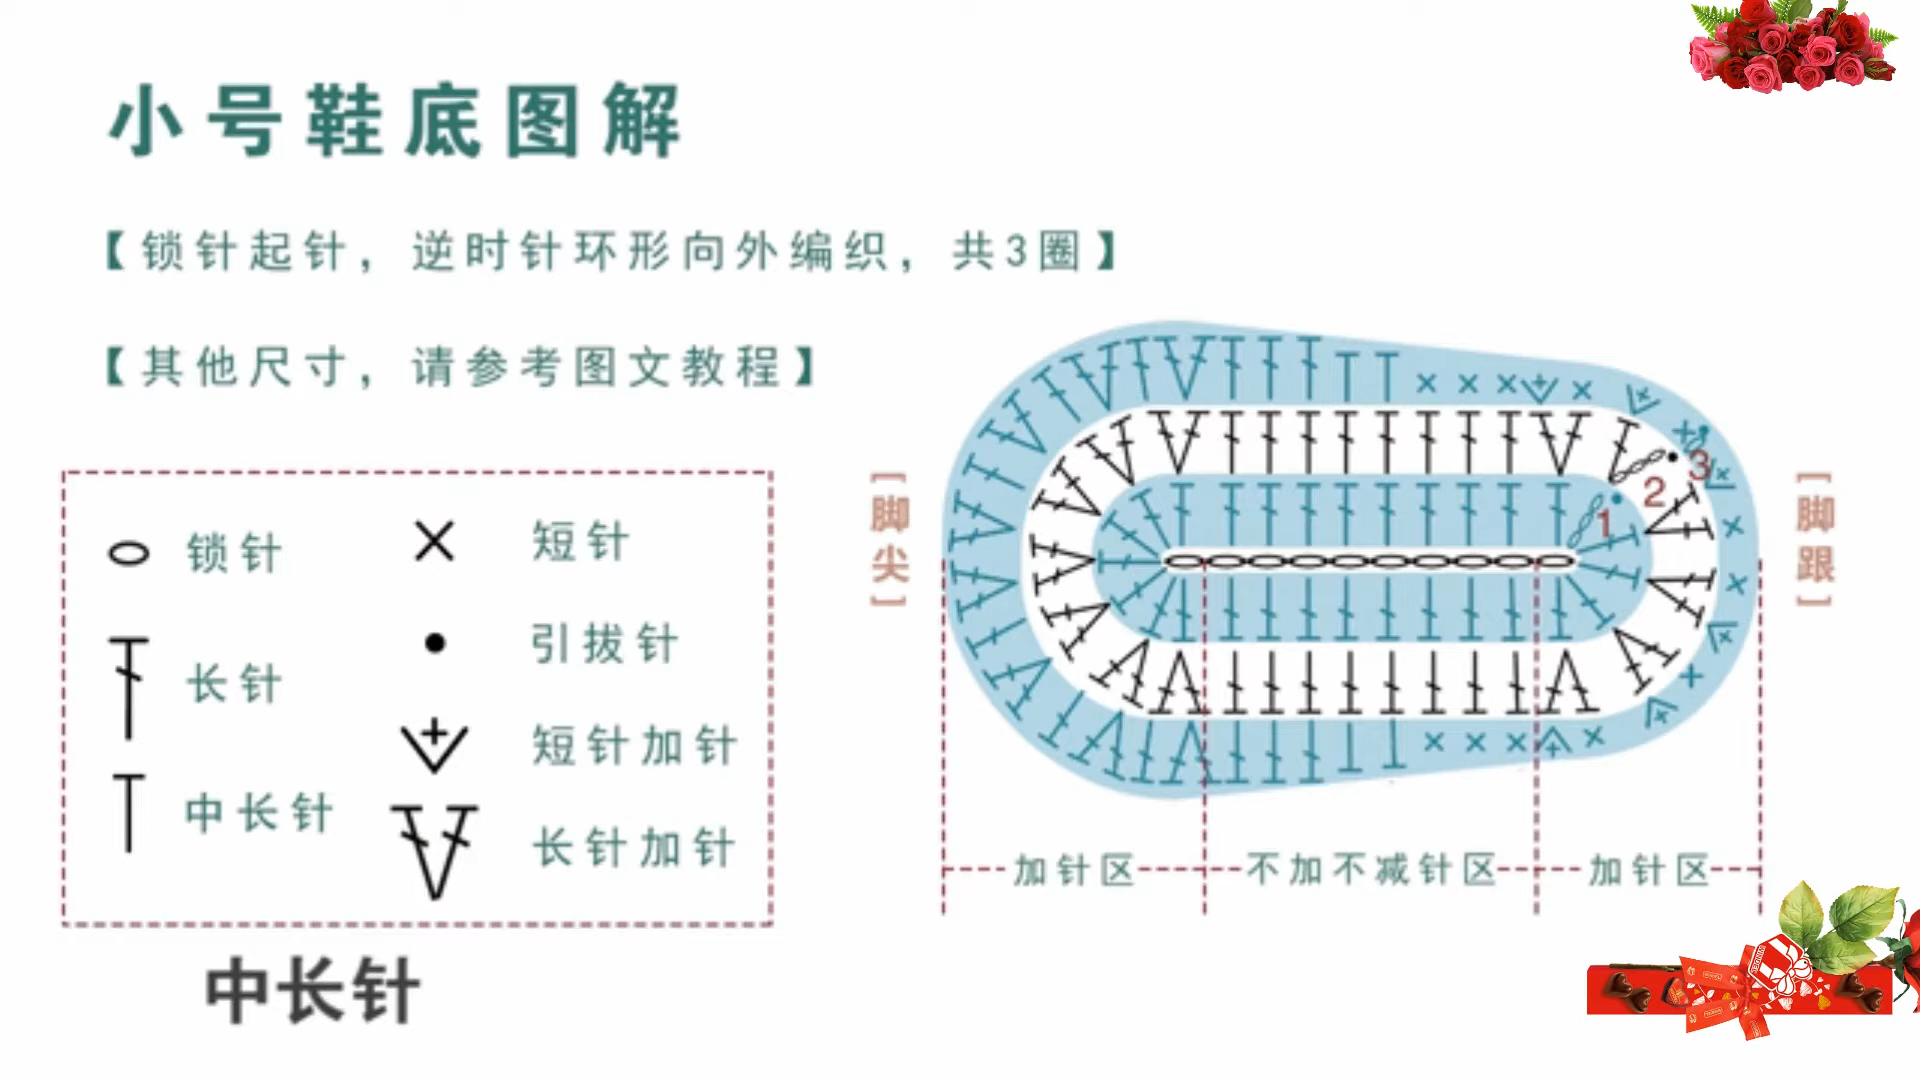 小号鞋底图解
【锁针起针，逆时针环形向外编织，共3圈】
【其他尺寸，请参考图文教程】
锁针
短针
长针
引拔针
短针加针
中长针
长针加针
[脚尖]
1
2
3
[脚跟]
加针区
不加不减针区
加针区
中长针